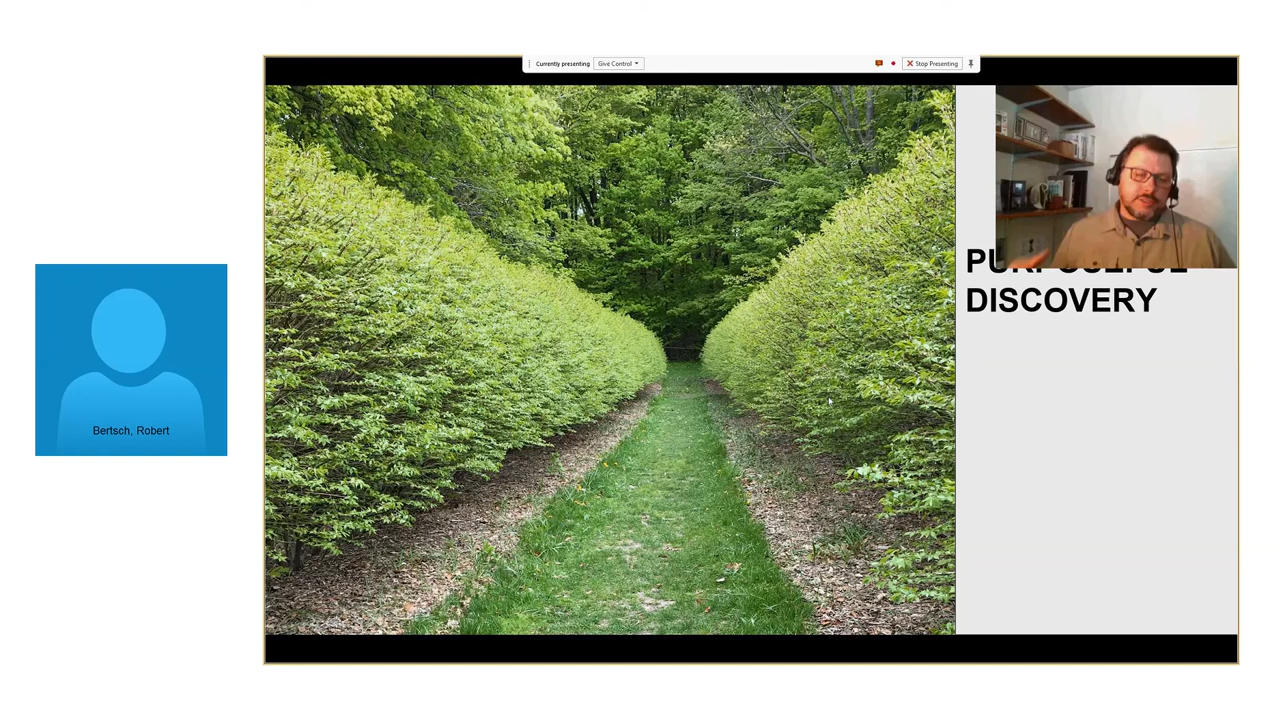 Currently presenting
Give Control
Stop Presenting
DISCOVERY
Bertsch, Robert